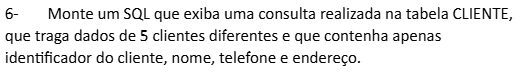 6- Monte um SQL que exiba uma consulta realizada na tabela CLIENTE,
que traga dados de 5 clientes diferentes e que contenha apenas
identificador do cliente, nome, telefone e endereço.